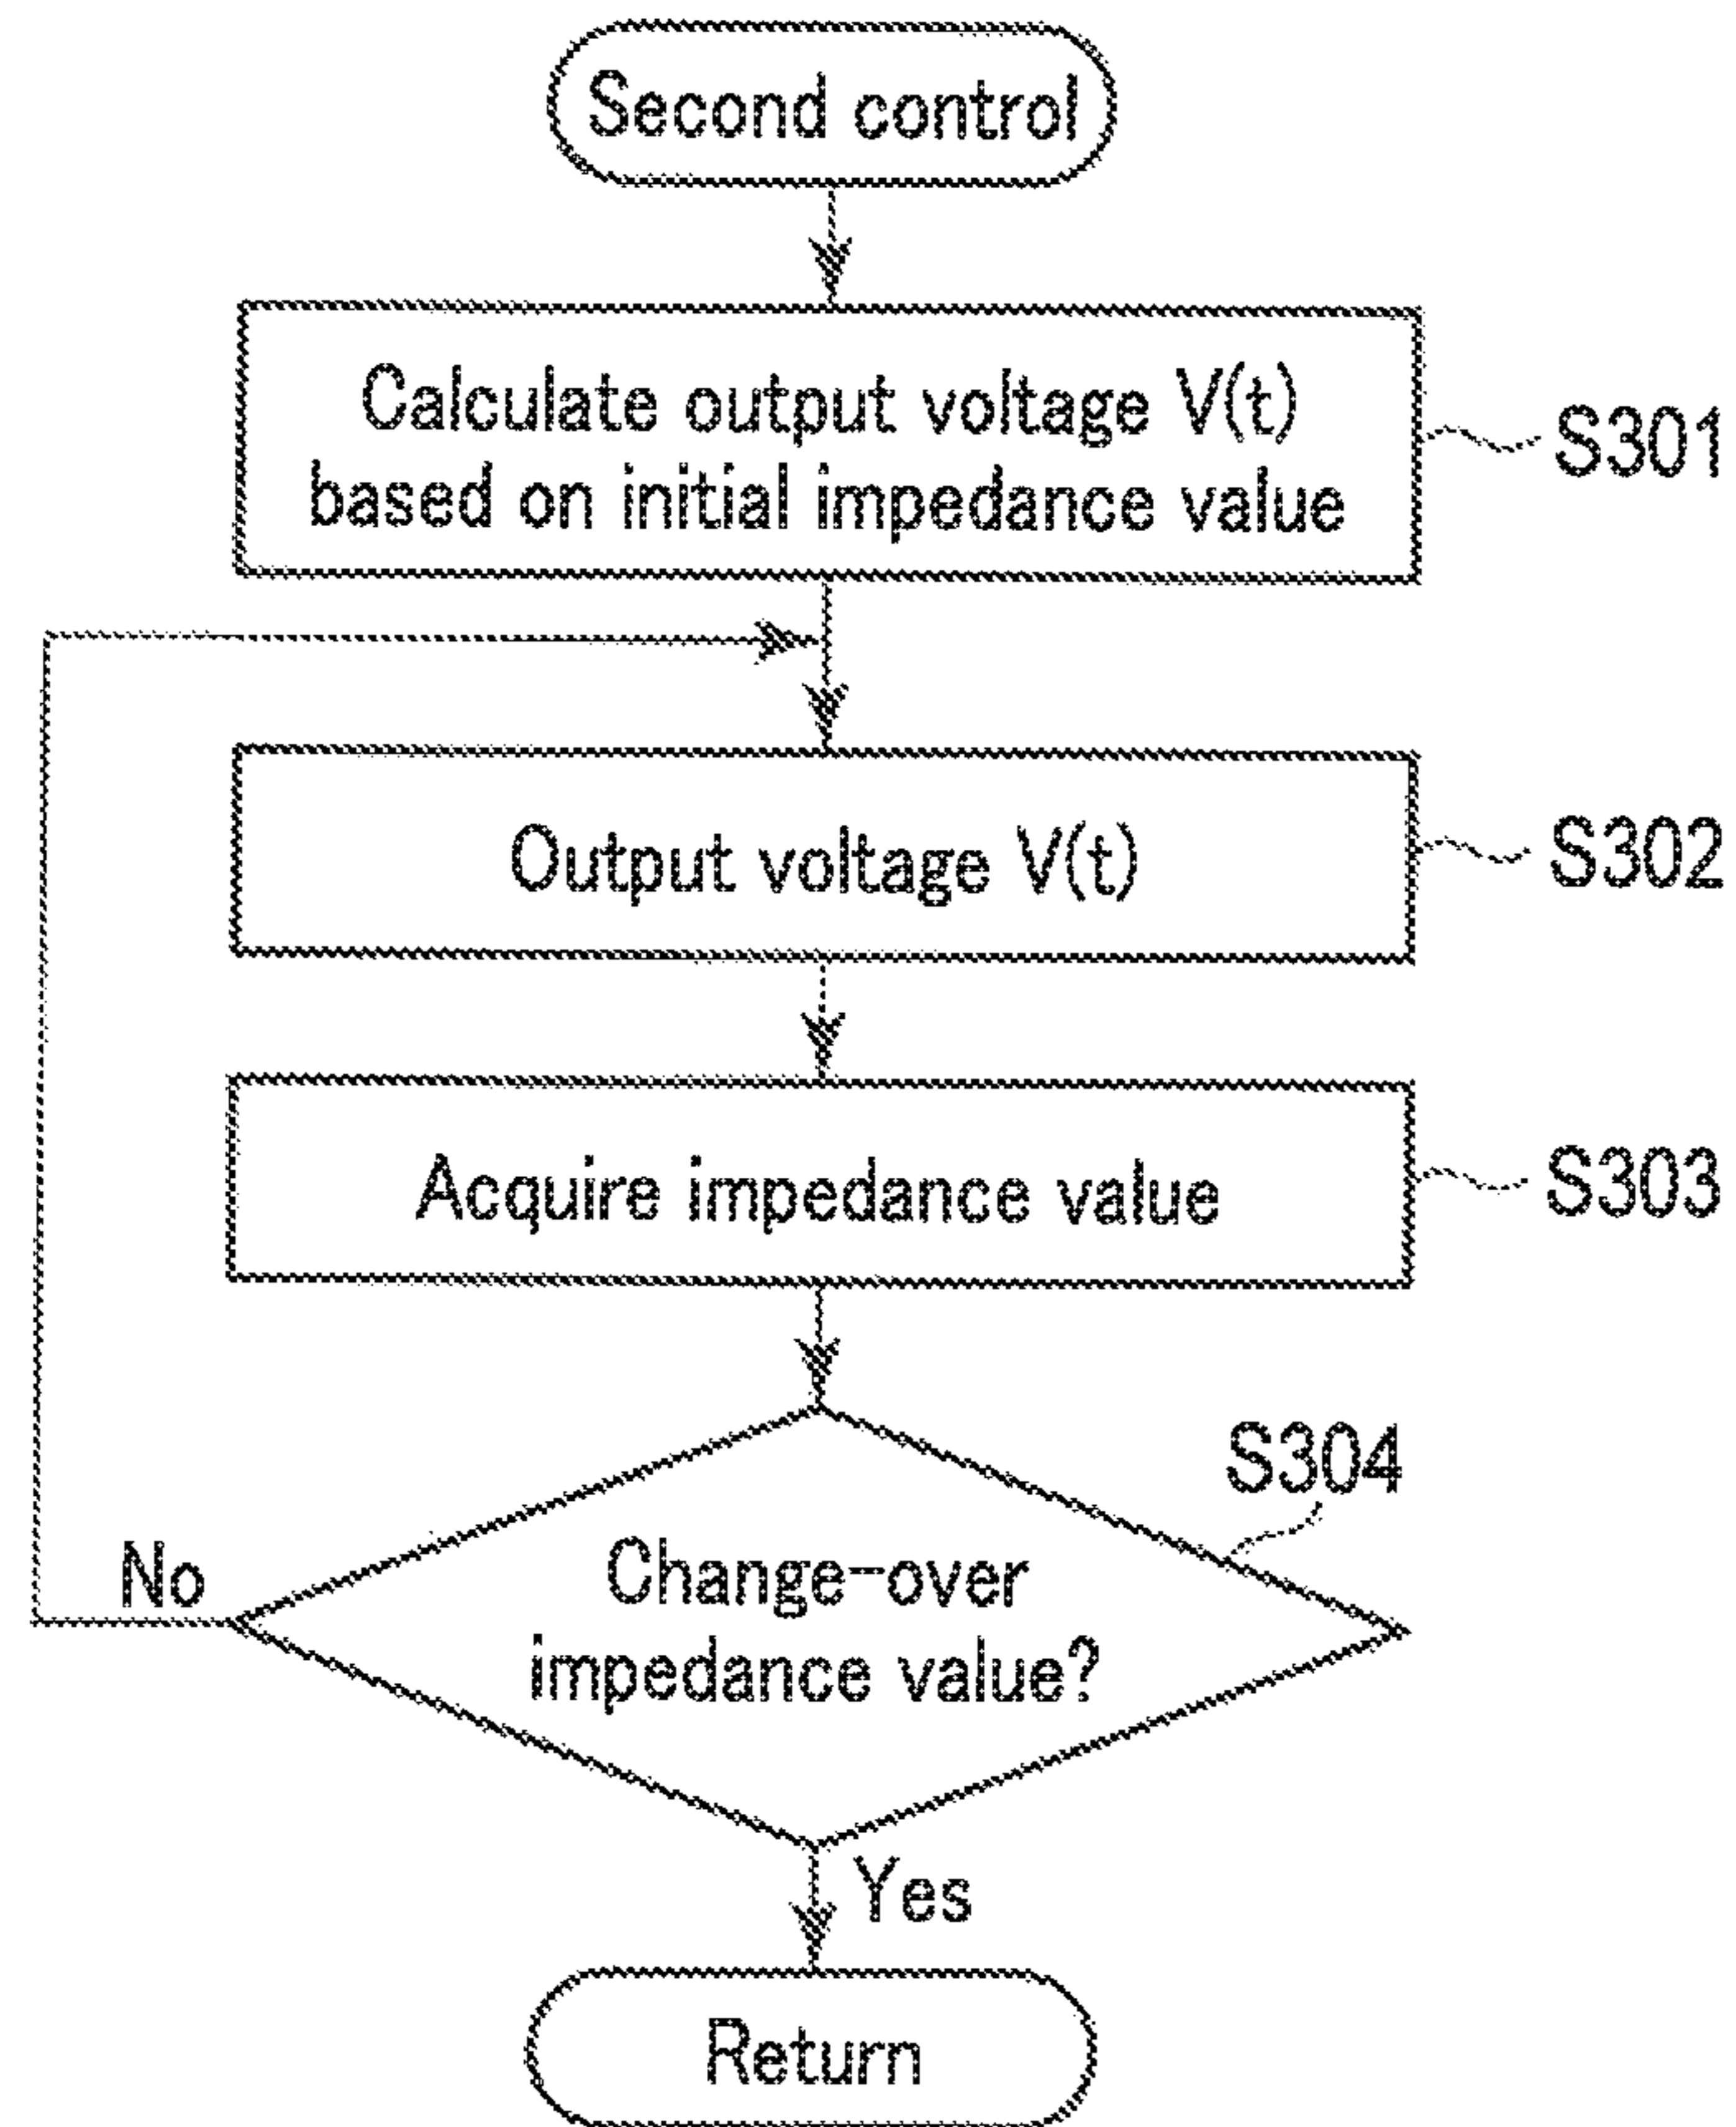 Second control
Calculate output voltage V(t)
based on initial impedance value
S301
Output voltage V(t)
S302
Acquire impedance value
S303
S304
Change-over
impedance value?
No
Yes
Return